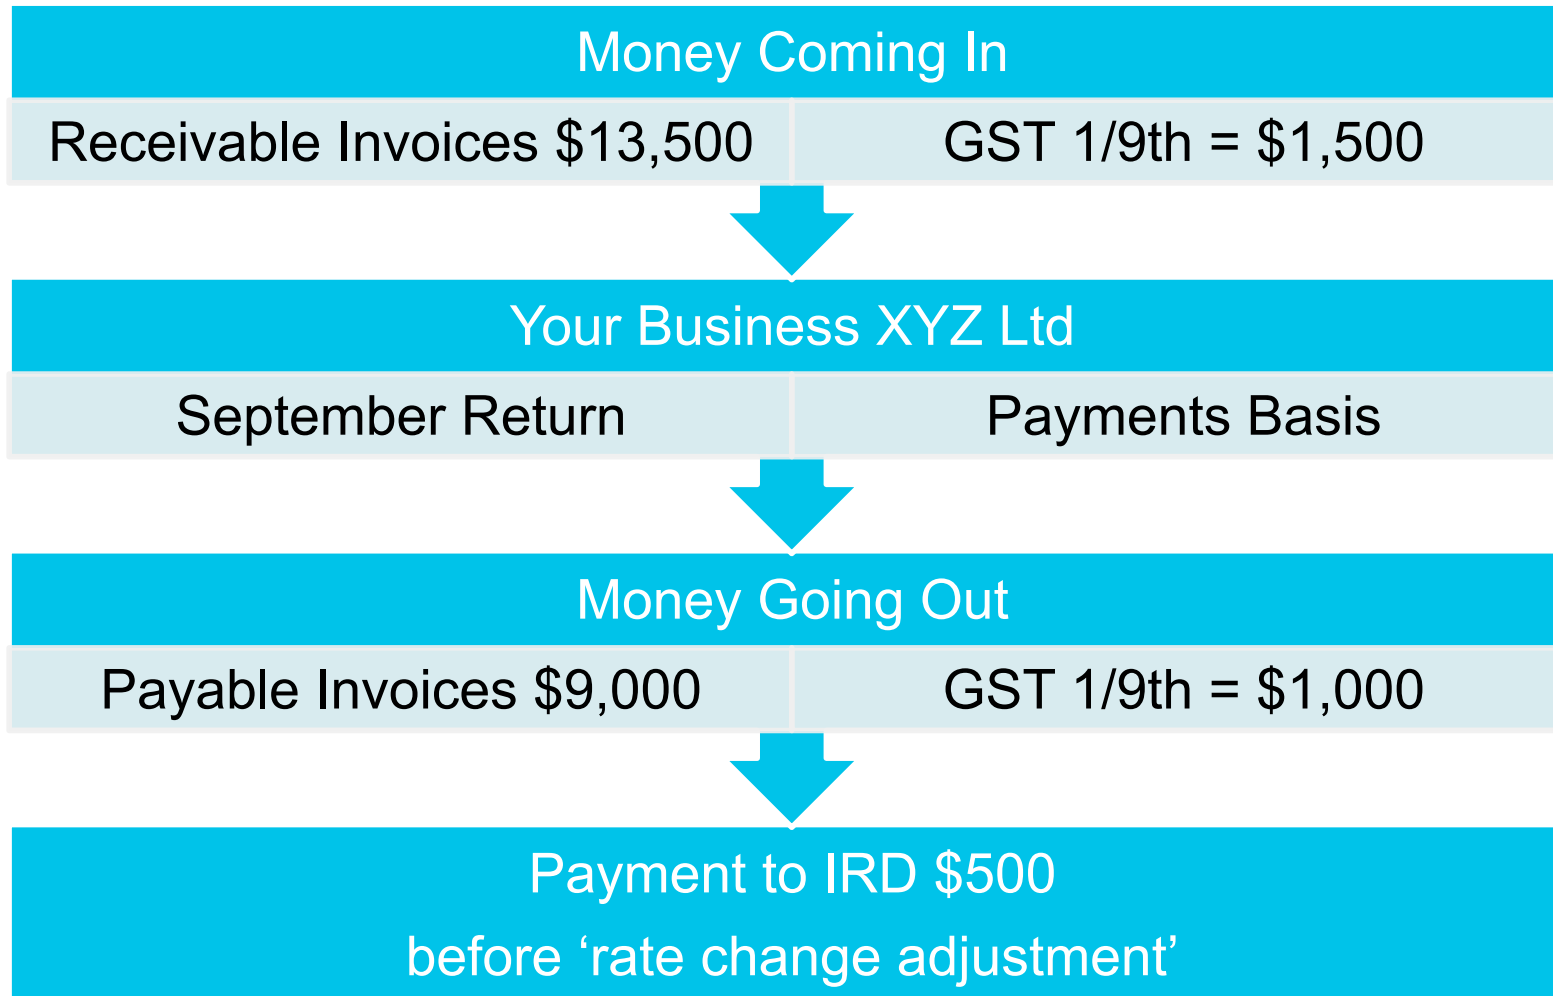 Money Coming In
Receivable Invoices $13,500
GST 1/9th = $1,500
Your Business XYZ Ltd
September Return
Payments Basis
Money Going Out
Payable Invoices $9,000
GST 1/9th = $1,000
Payment to IRD $500
before ‘rate change adjustment’